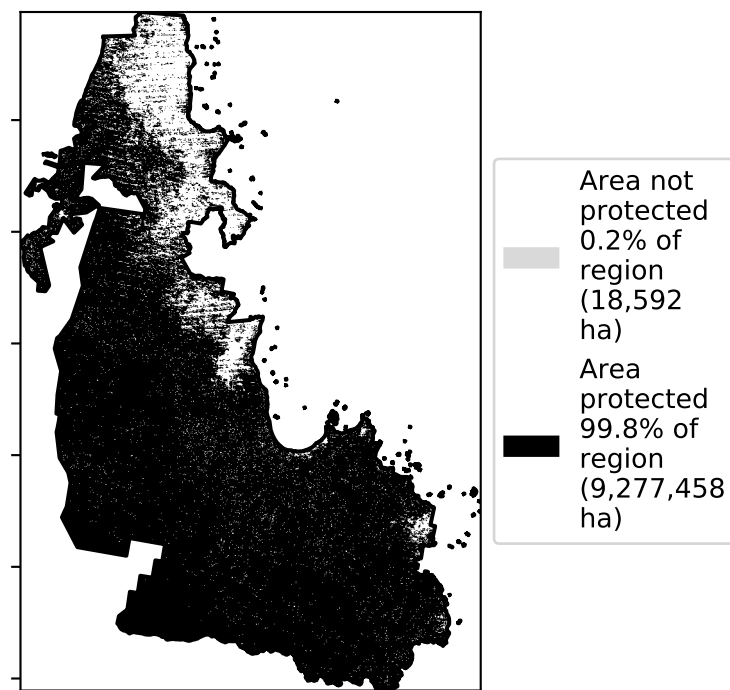 Area not
protected
0.2% of
region
(18,592
ha)
Area
protected
99.8% of
region
(9,277,458
ha)